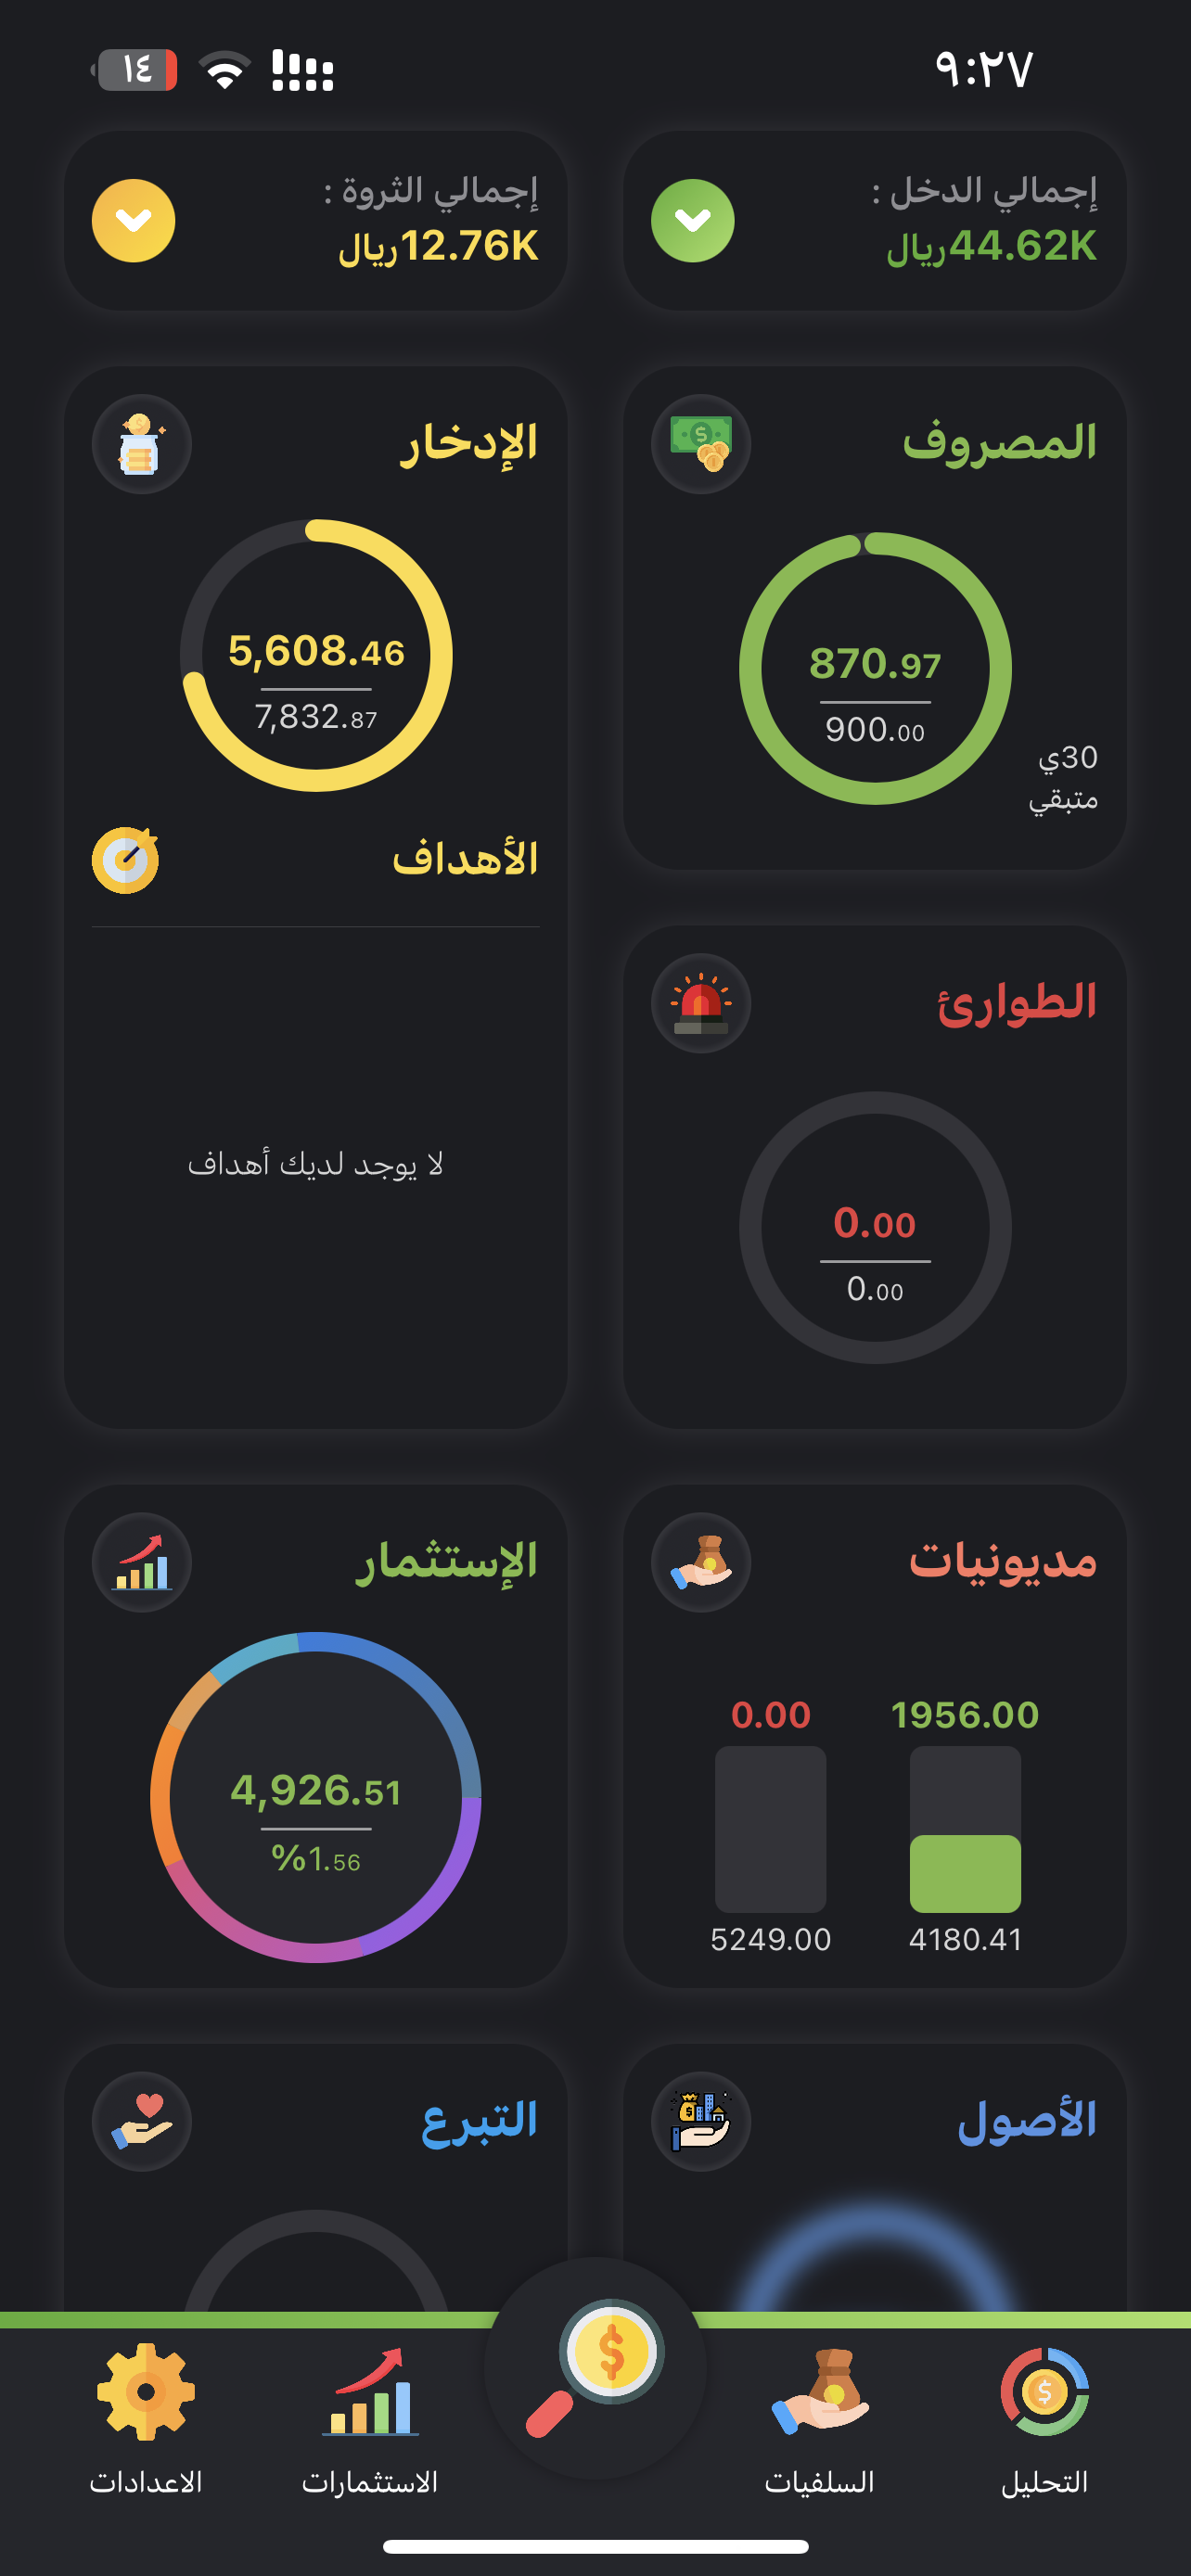 ٩:٢٧
١٤
إجمالي الدخل :
44.62Kريال
إجمالي الثروة :
12.76Kريال
المصروف
870.97
900.00
30ي
متبقي
الإدخار
5,608.46
7,832.87
الأهداف
لا يوجد لديك أهداف
الطوارئ
0.00
0.00
مديونيات
1956.00
0.00
4180.41
5249.00
الإستثمار
4,926.51
%1.56
الأصول
التبرع
التحليل
السلفيات
الاستثمارات
الاعدادات